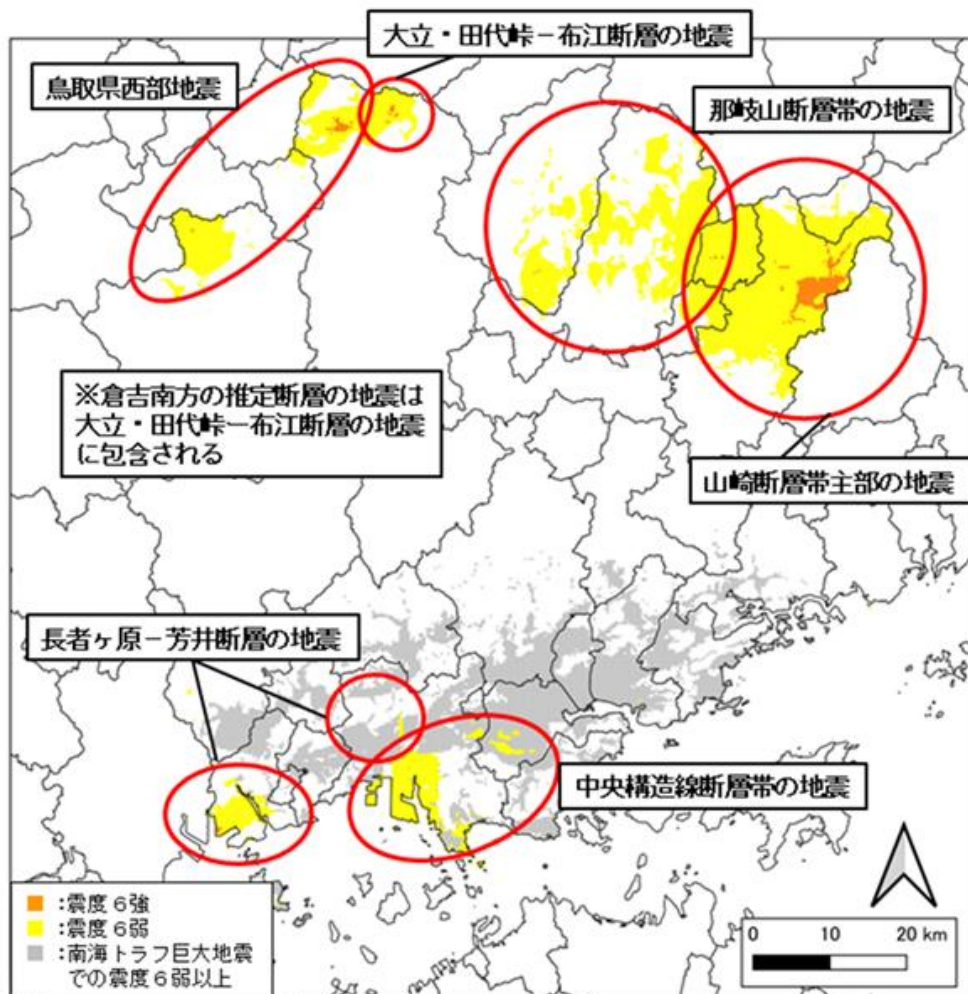 大立・田代峠－布江断層の地震
鳥取県西部地震
那岐山断層帯の地震
※倉吉南方の推定断層の地震は
大立・田代峠－布江断層の地震
に包含される
山崎断層帯主部の地震
長者ヶ原－芳井断層の地震
中央構造線断層帯の地震
：震度６強
：震度６弱
：南海トラフ巨大地震
での震度６弱以上
0 10 20 km